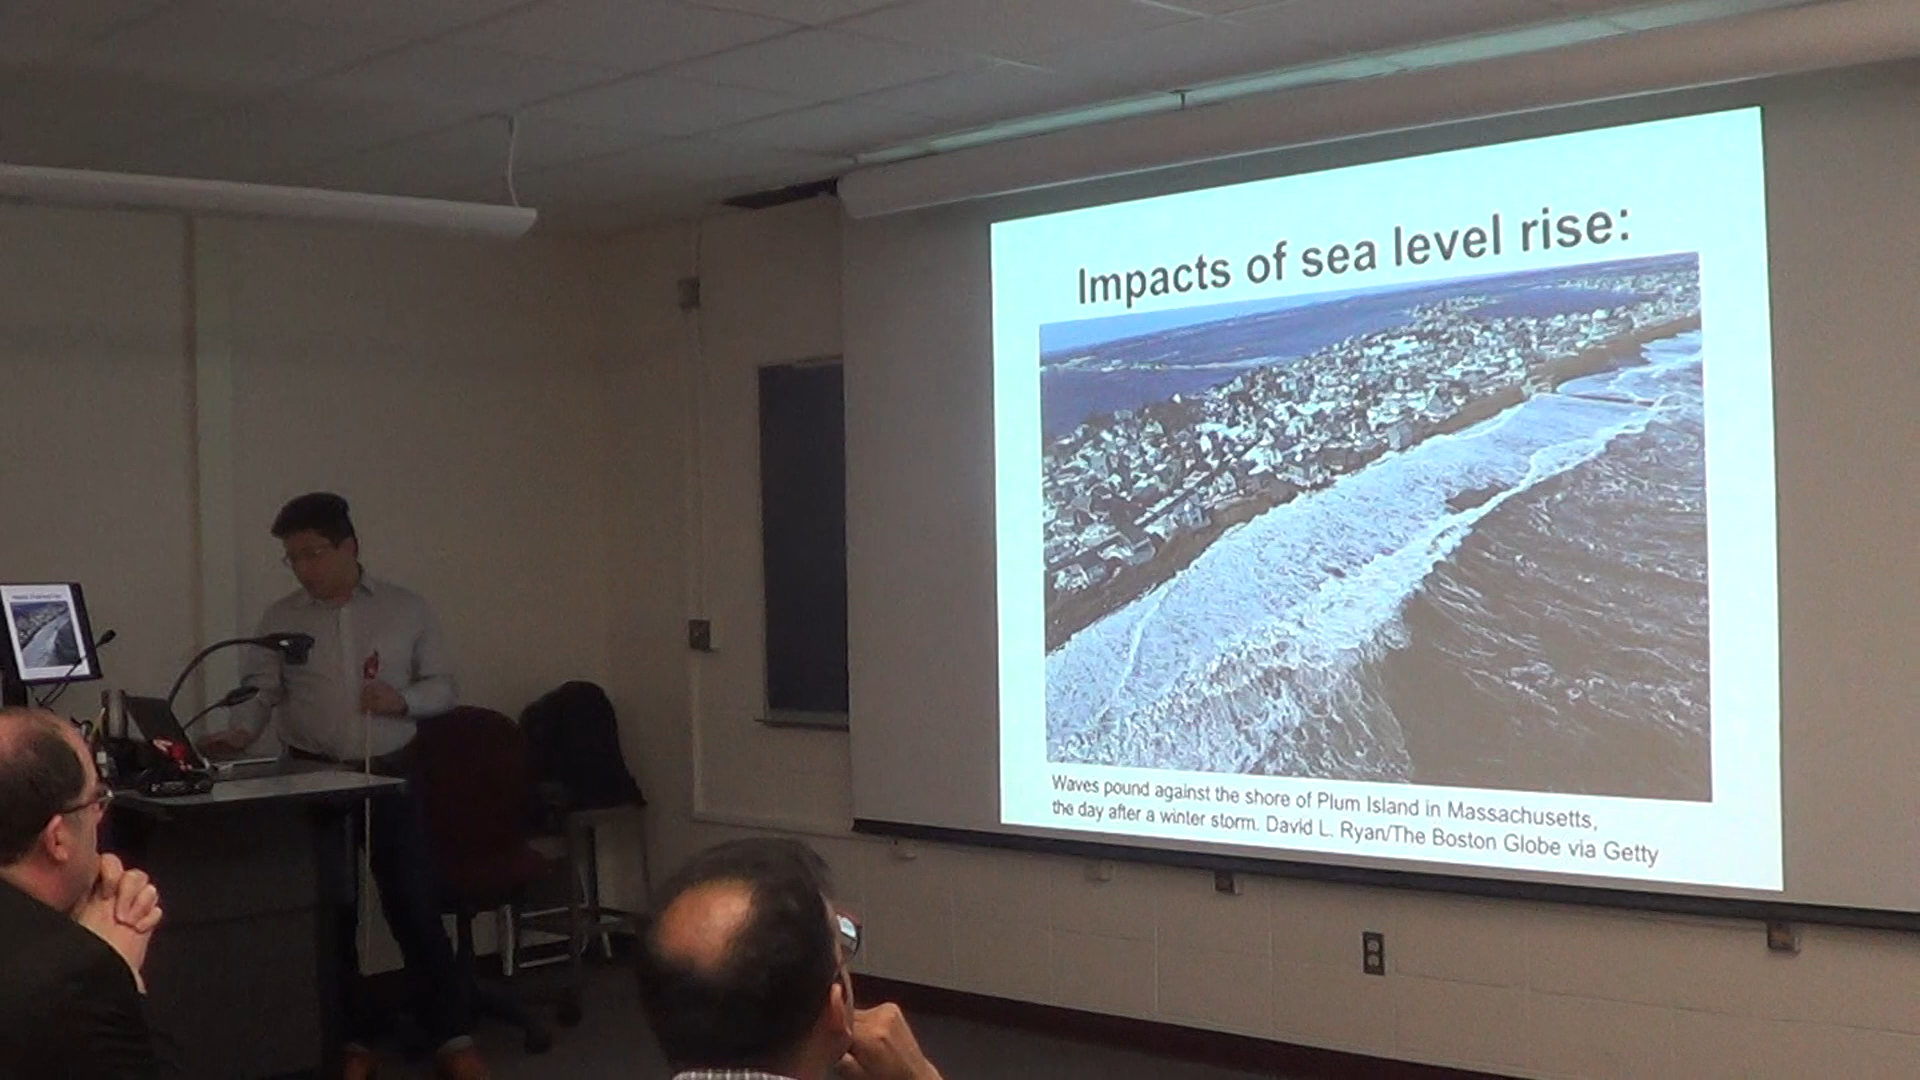 Impacts of sea level rise:
Waves pound against the shore of Plum Island in Massachusetts,
the day after a winter storm. David L. Ryan/The Boston Globe via Getty